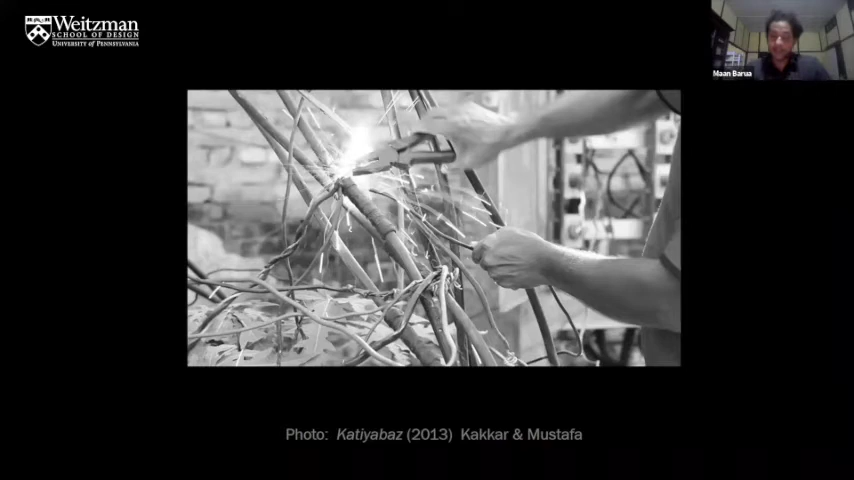 Weitzman
SCHOOL OF DESIGN
UNIVERSITY of PENNSYLVANIA
Maan Barua
Photo: Katiyabaz (2013) Kakkar & Mustafa